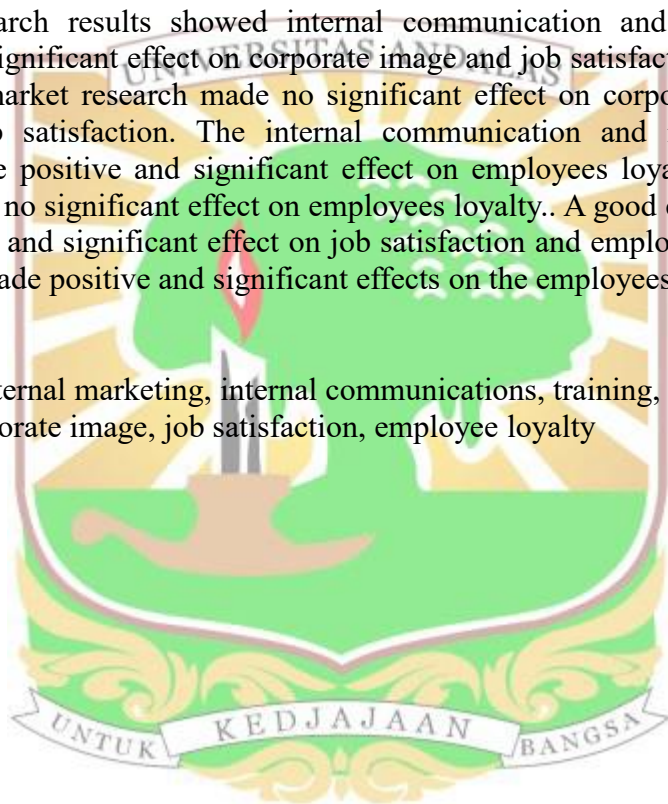 arch results showed internal communication and
UNIVERSITAS ANDALAS
ignificant effect on corporate image and job satisfac
market research made no significant effect on corpo
o satisfaction. The internal communication and
e positive and significant effect on employees loya
no significant effect on employees loyalty.. A good c
and significant effect on job satisfaction and emplo
ade positive and significant effects on the employees
ternal marketing, internal communications, training,
orate image, job satisfaction, employee loyalty
UNTUK KEDJAJAAN BANGSA